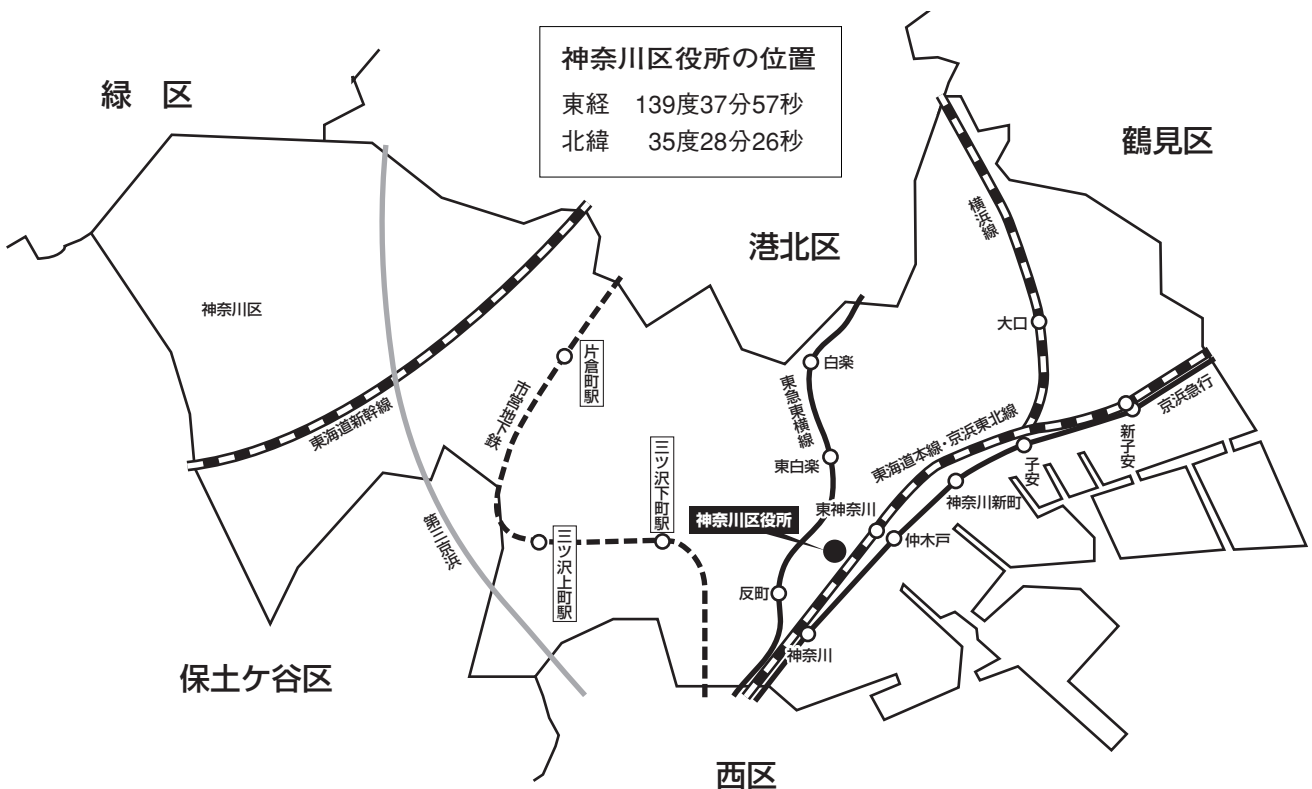 神奈川区役所の位置
東経 139度37分57秒
北緯 35度28分26秒
緑 区
鶴見区
港北区
横浜線
神奈川区
大口
片倉町駅
白楽
市営地下鉄
東急東横線
東海道新幹線
京浜急行
東海道本線・京浜東北線
新子安
子安
三ツ沢下町駅
東白楽
神奈川新町
東神奈川
神奈川区役所
仲木戸
第三京浜
三ツ沢上町駅
反町
神奈川
保土ケ谷区
西区